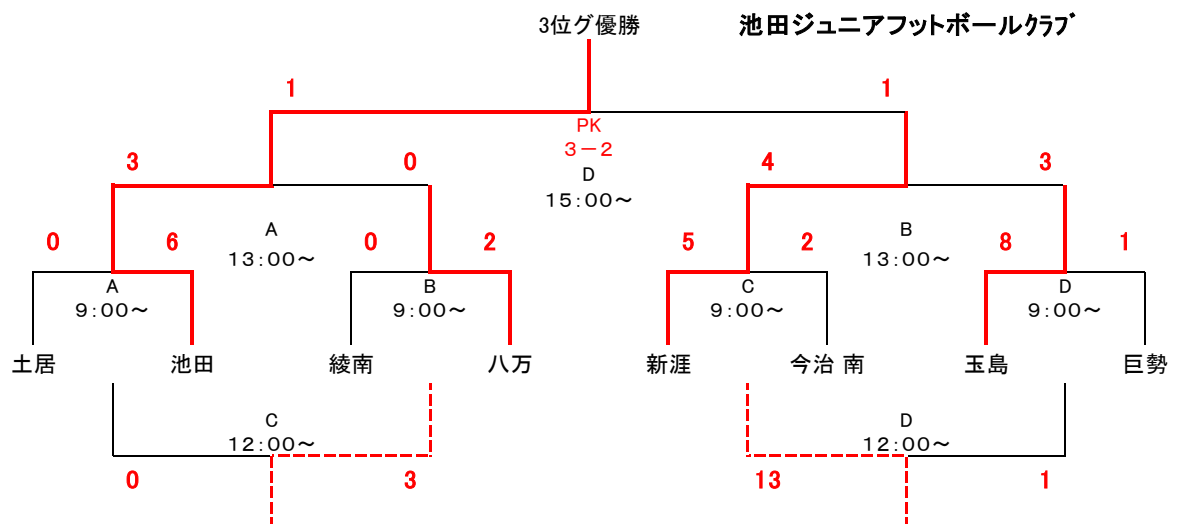 3位グ優勝 池田ジュニアフットボールクラブ
1 1
PK
3-2
D
15:00~
3 0 4 3
A B
13:00~ 13:00~
0 6 0 2 5 2 8 1
A B C D
9:00~ 9:00~ 9:00~ 9:00~
土居 池田 綾南 八万 新涯 今治 南 玉島 巨勢
C D
12:00~ 12:00~
0 3 13 1